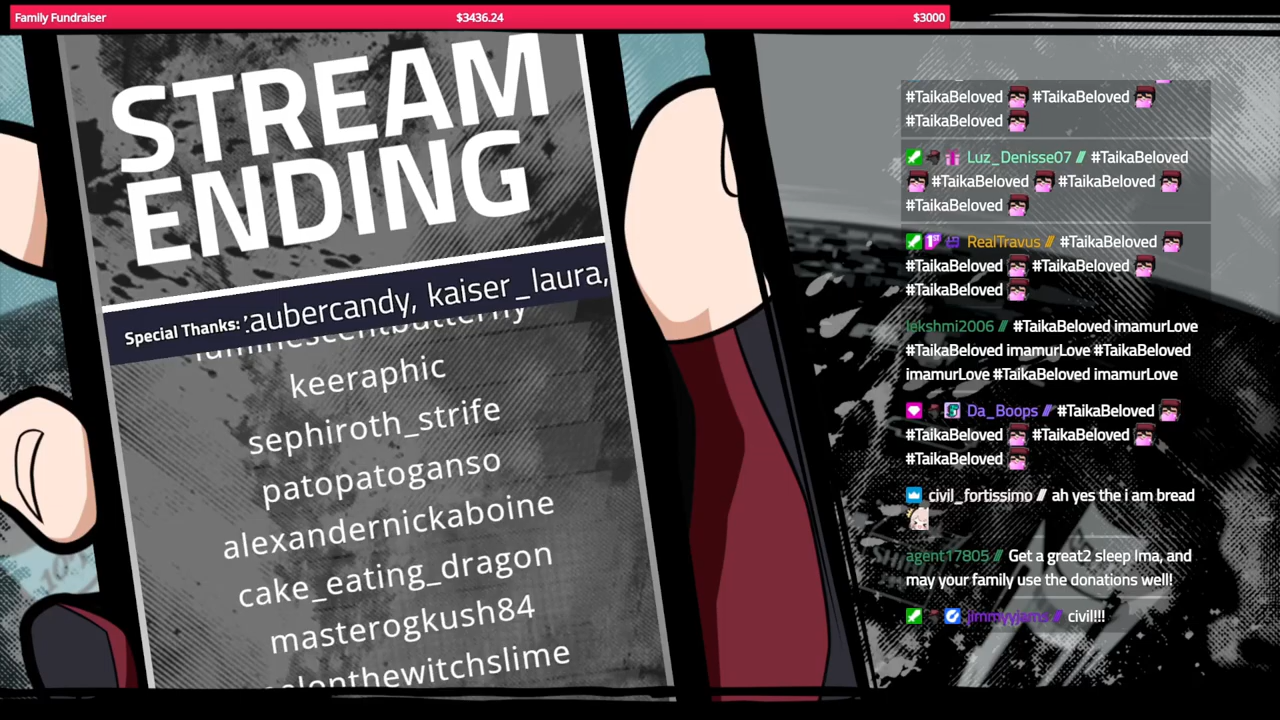 Family Fundraiser $3436.24 $3000
STREAM
ENDING
Special Thanks: aubercandy, kaiser_laura,
keeraphic
sephiroth_strife
patopatoganso
alexandernickaboine
cake_eating_dragon
masterogkush84
#TaikaBeloved #TaikaBeloved
#TaikaBeloved
Luz_Denisse07 // #TaikaBeloved
#TaikaBeloved #TaikaBeloved
#TaikaBeloved
RealTravus // #TaikaBeloved
#TaikaBeloved #TaikaBeloved
#TaikaBeloved
lekshmi2006 // #TaikaBeloved imamurLove
#TaikaBeloved imamurLove #TaikaBeloved
imamurLove #TaikaBeloved imamurLove
Da_Boops // #TaikaBeloved
#TaikaBeloved #TaikaBeloved
#TaikaBeloved
civil_fortissimo // ah yes the i am bread
agent17805 // Get a great2 sleep Ima, and
may your family use the donations well!
jimmyyjams // civil!!!